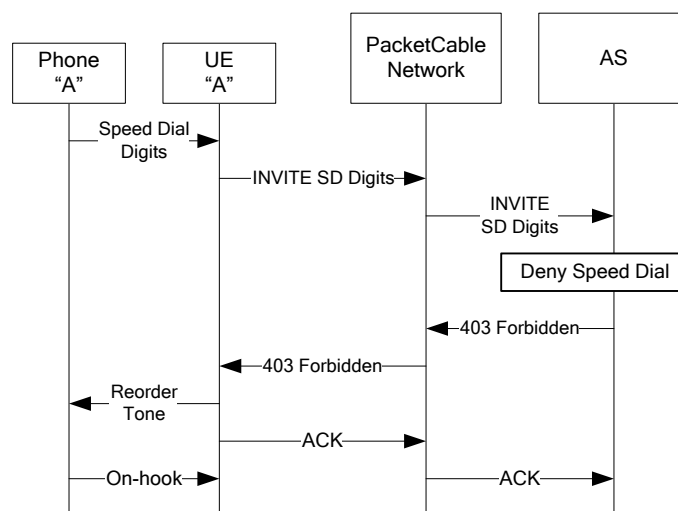 Phone
“A”
UE
“A”
PacketCable
Network
AS
Speed Dial
Digits
INVITE SD Digits
INVITE
SD Digits
Deny Speed Dial
403 Forbidden
403 Forbidden
Reorder
Tone
ACK
On-hook
ACK